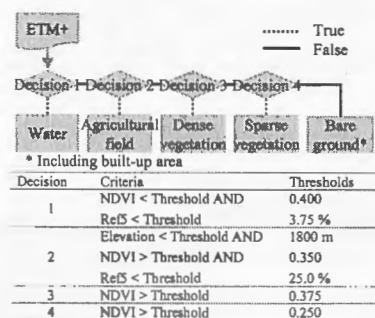 ETM+
True
False
Decision 1 Decision 2 Decision 3 Decision 4
Water
Agricultural field
Dense vegetation
Sparse vegetation
Bare ground*
* Including built-up area
Decision Criteria Thresholds
1 NDVI < Threshold AND 0.400
Ref5 < Threshold 3.75 %
2 Elevation < Threshold AND 1800 m
NDVI > Threshold AND 0.350
Ref5 < Threshold 25.0 %
3 NDVI > Threshold 0.375
4 NDVI > Threshold 0.250